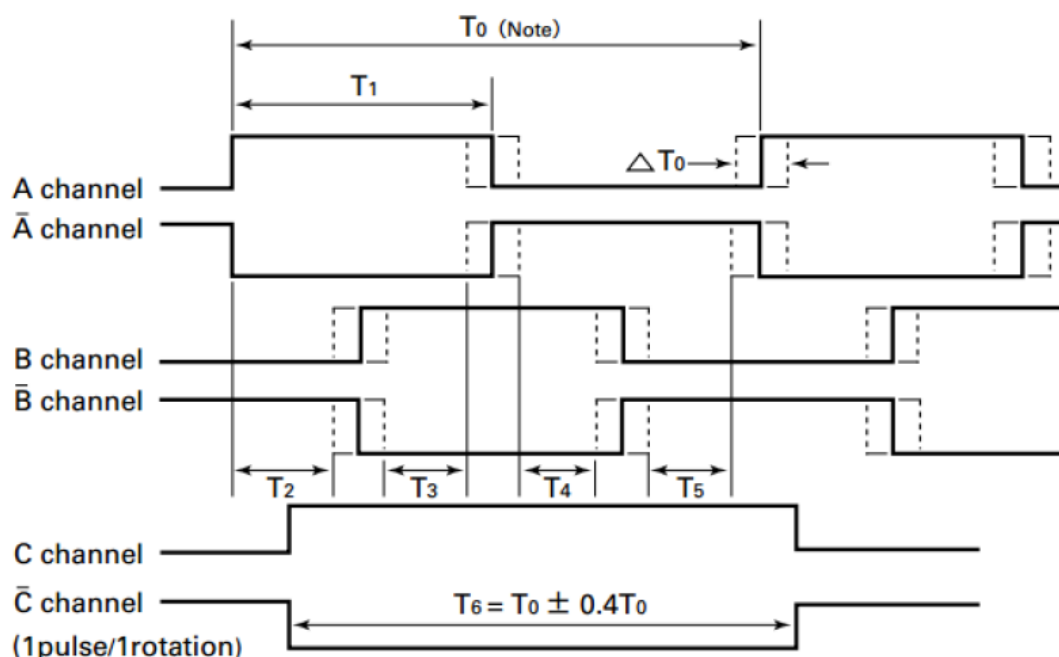 T0 (Note)
T1
△T0
A channel
Ā channel
B channel
B̄ channel
T2
T3
T4
T5
C channel
C̄ channel
T6 = T0 ± 0.4T0
(1pulse/1rotation)